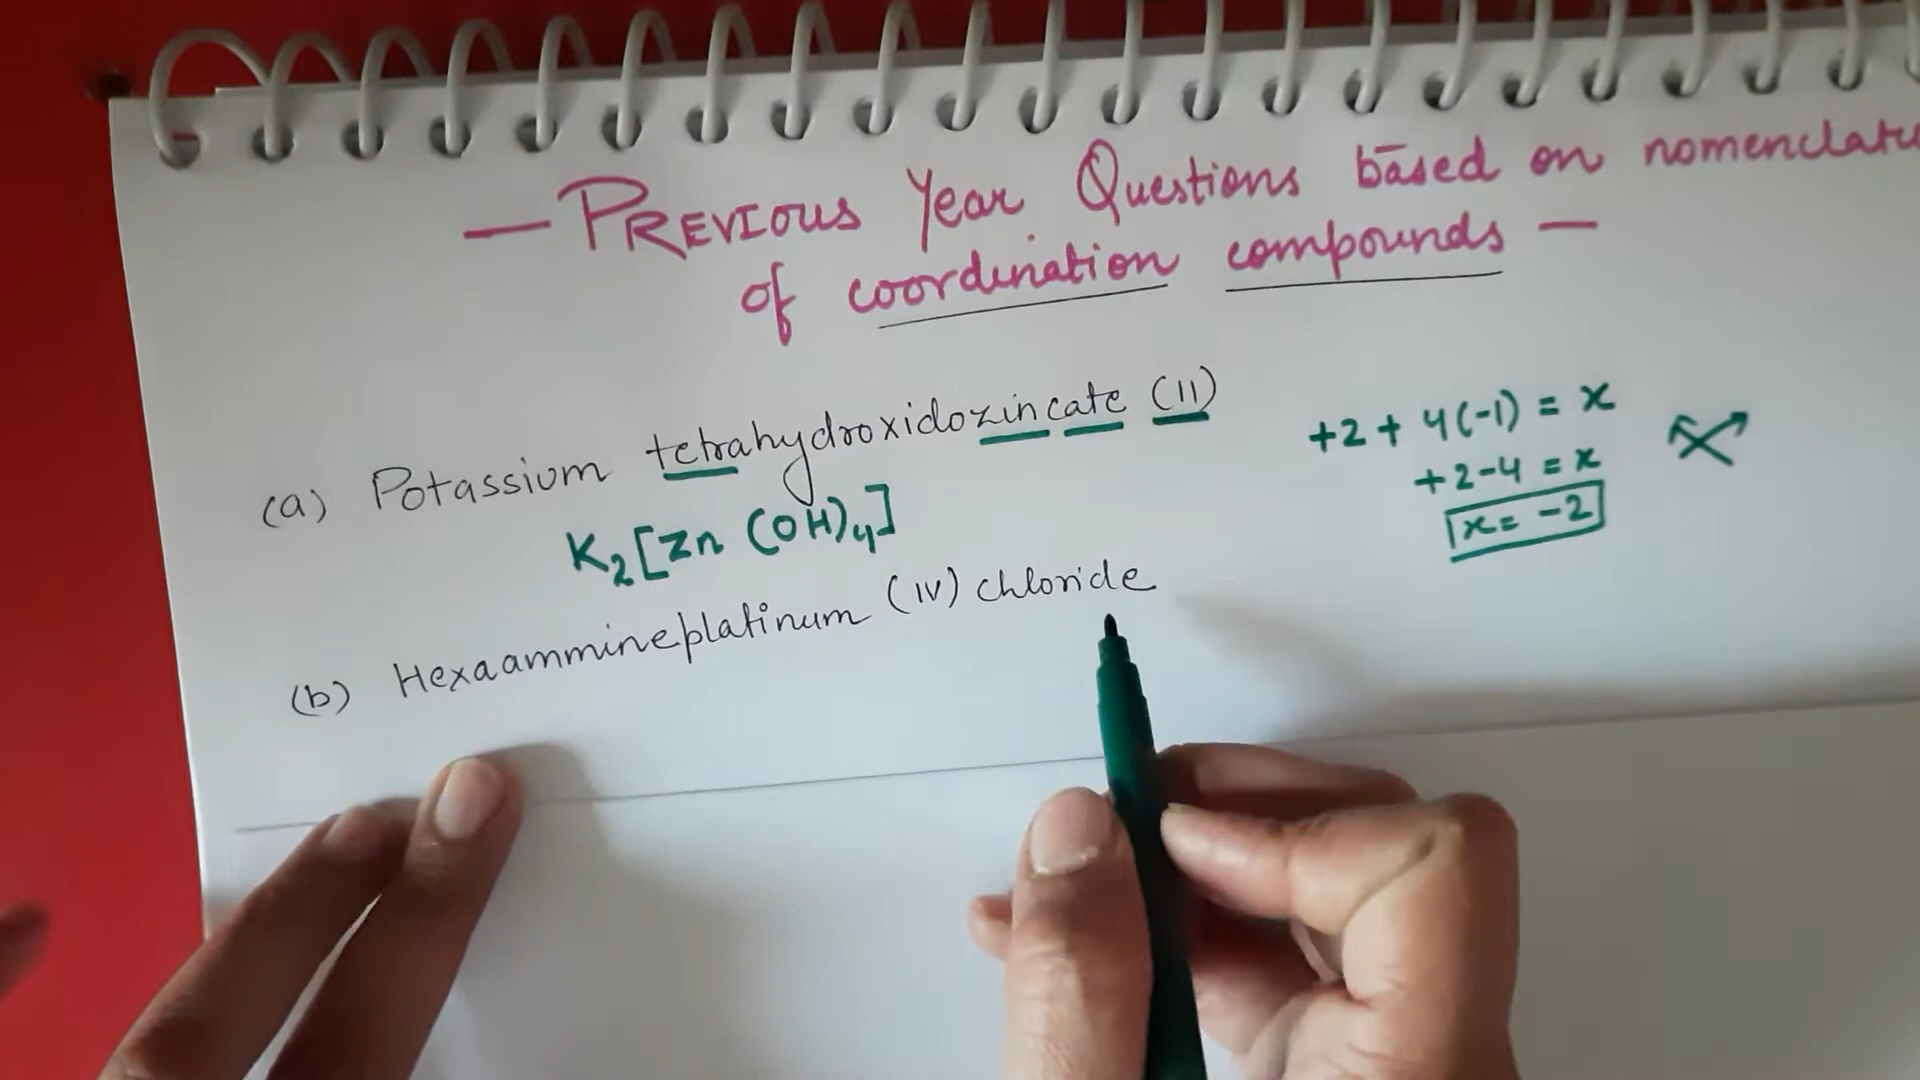 — PREVIOUS Year Questions based on
of coordination compounds —
(a) Potassium tetrahydroxidozincate (II)
K₂[Zn (OH)₄]
+2 + 4(-1) = x
+2-4 = x
x = -2
(b) Hexaammineplatinum (IV) chloride